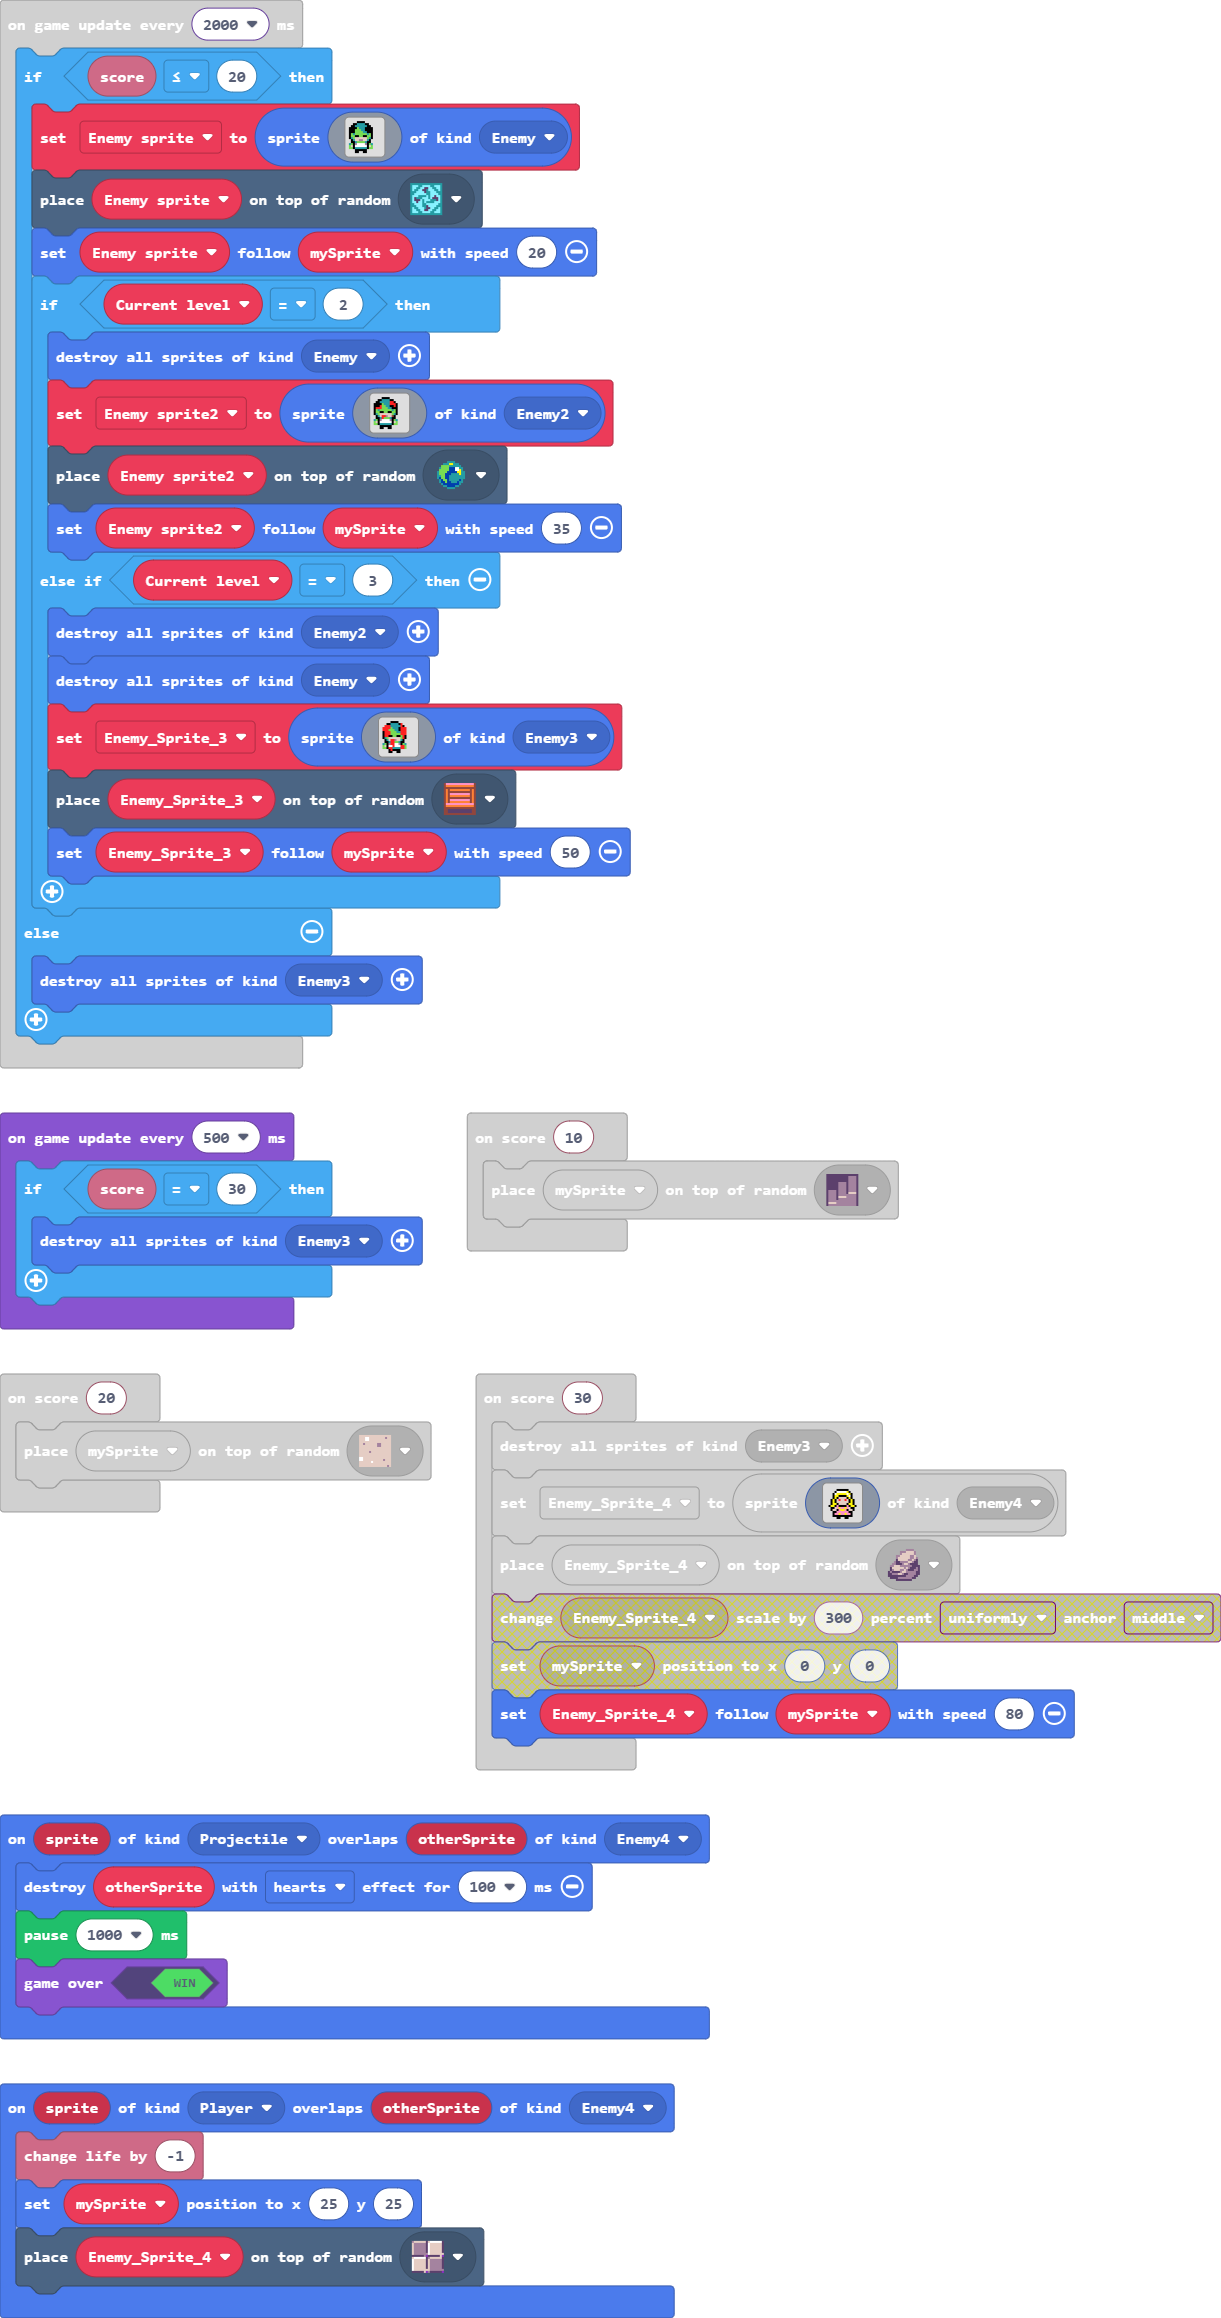 on game update every 2000 ms
if score ≤ 20 then
set Enemy sprite to sprite of kind Enemy
place Enemy sprite on top of random
set Enemy sprite follow mySprite with speed 20
if Current level = 2 then
destroy all sprites of kind Enemy
set Enemy sprite2 to sprite of kind Enemy2
place Enemy sprite2 on top of random
set Enemy sprite2 follow mySprite with speed 35
else if Current level = 3 then
destroy all sprites of kind Enemy2
destroy all sprites of kind Enemy
set Enemy_Sprite_3 to sprite of kind Enemy3
place Enemy_Sprite_3 on top of random
set Enemy_Sprite_3 follow mySprite with speed 50
else
destroy all sprites of kind Enemy3
on game update every 500 ms
if score = 30 then
destroy all sprites of kind Enemy3
on score 10
place mySprite on top of random
on score 20
place mySprite on top of random
on score 30
destroy all sprites of kind Enemy3
set Enemy_Sprite_4 to sprite of kind Enemy4
place Enemy_Sprite_4 on top of random
change Enemy_Sprite_4 scale by 300 percent uniformly anchor middle
set mySprite position to x 0 y 0
set Enemy_Sprite_4 follow mySprite with speed 80
on sprite of kind Projectile overlaps otherSprite of kind Enemy4
destroy otherSprite with hearts effect for 100 ms
pause 1000 ms
game over WIN
on sprite of kind Player overlaps otherSprite of kind Enemy4
change life by -1
set mySprite position to x 25 y 25
place Enemy_Sprite_4 on top of random